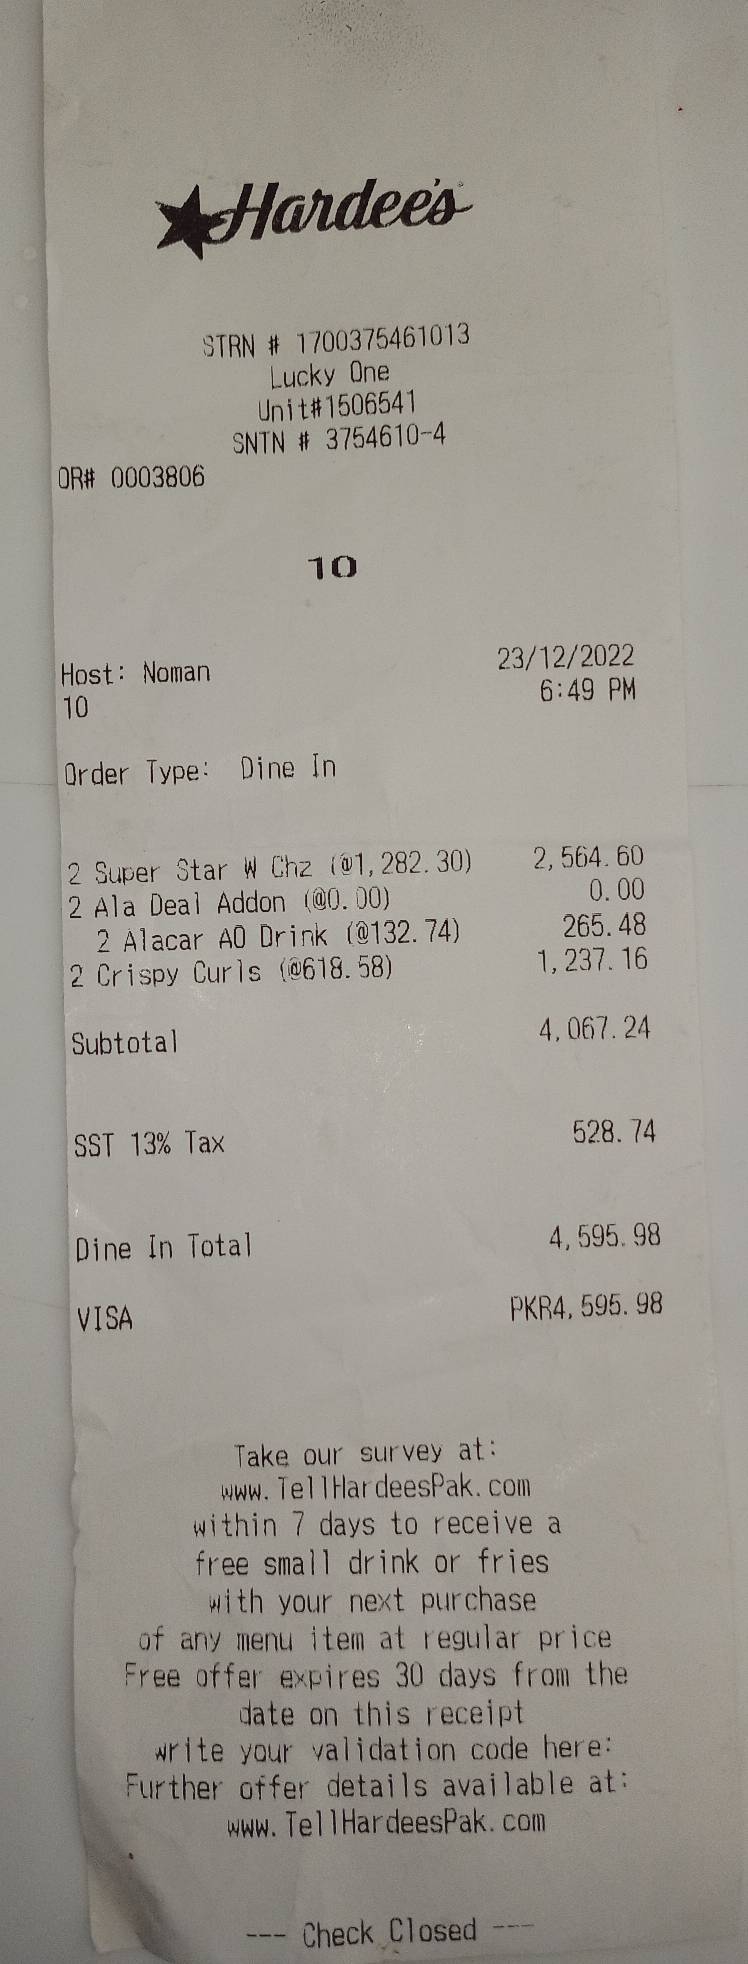 Hardee's
STRN # 1700375461013
Lucky One
Unit#1506541
SNTN # 3754610-4
OR# 0003806
10
Host: Noman 23/12/2022
10 6:49 PM
Order Type: Dine In
2 Super Star W Chz (@1,282.30) 2,564.60
2 Ala Deal Addon (@0.00) 0.00
2 Alacar AO Drink (@132.74) 265.48
2 Crispy Curls (@618.58) 1,237.16
Subtotal 4,067.24
SST 13% Tax 528.74
Dine In Total 4,595.98
VISA PKR4,595.98
Take our survey at:
www.TellHardeesPak.com
within 7 days to receive a
free small drink or fries
with your next purchase
of any menu item at regular price
Free offer expires 30 days from the
date on this receipt
write your validation code here:
Further offer details available at:
www.TellHardeesPak.com
--- Check Closed ---